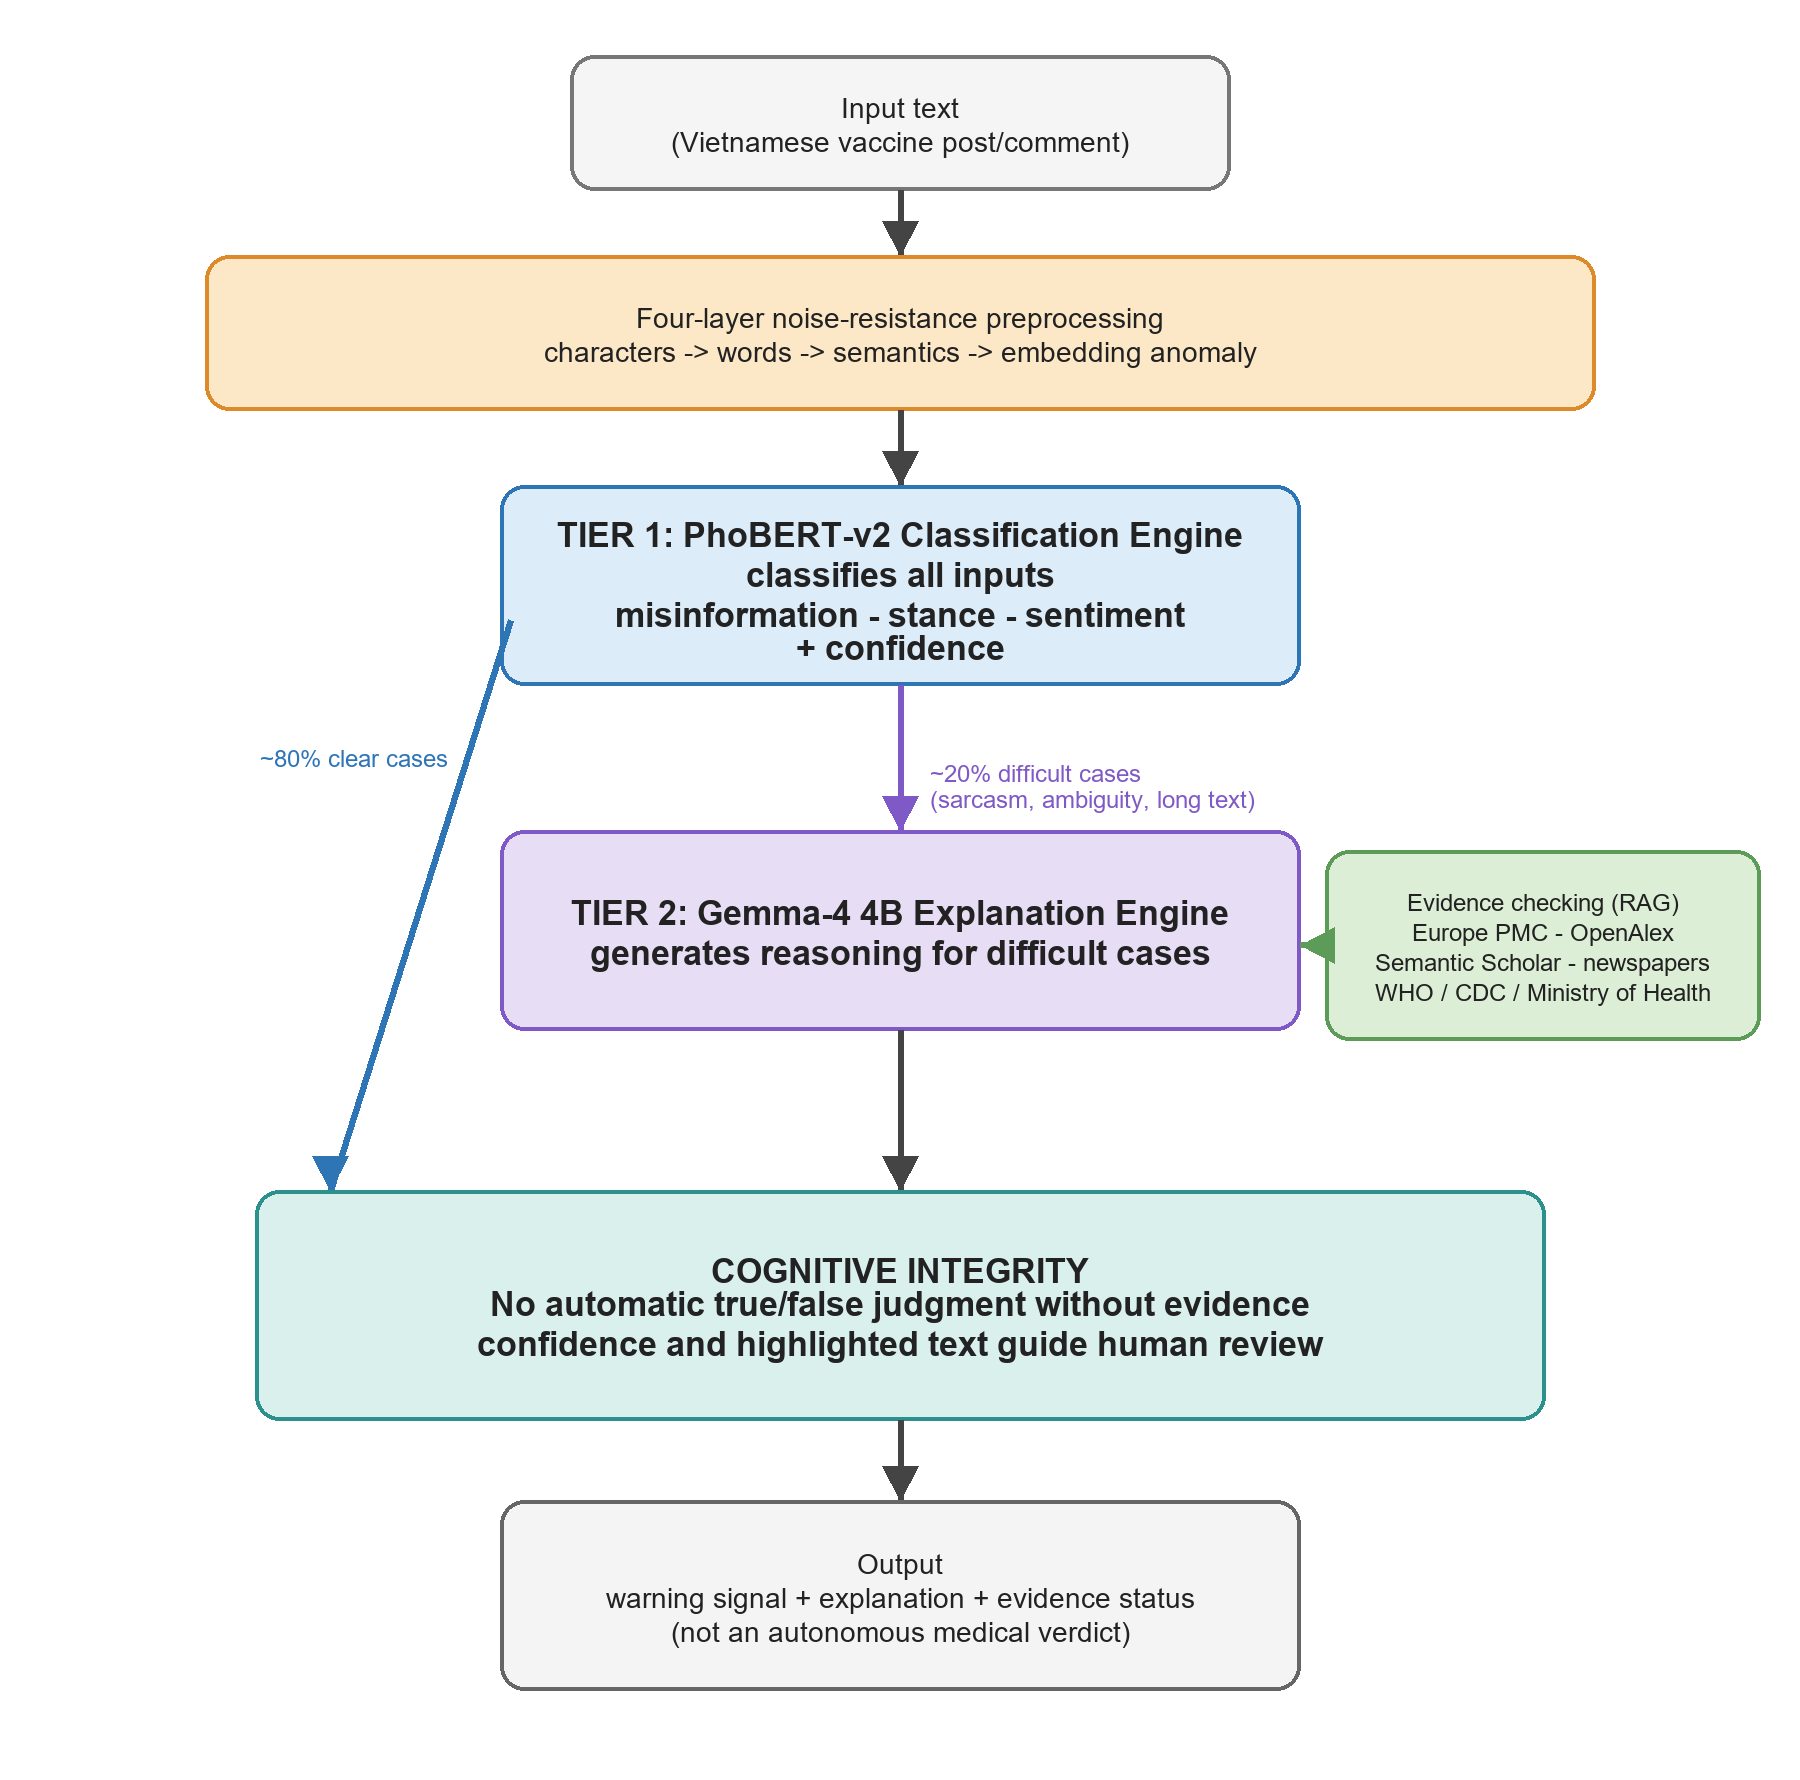 Input text
(Vietnamese vaccine post/comment)
Four-layer noise-resistance preprocessing
characters -> words -> semantics -> embedding anomaly
TIER 1: PhoBERT-v2 Classification Engine
classifies all inputs
misinformation - stance - sentiment
+ confidence
~80% clear cases
~20% difficult cases
(sarcasm, ambiguity, long text)
TIER 2: Gemma-4 4B Explanation Engine
generates reasoning for difficult cases
Evidence checking (RAG)
Europe PMC - OpenAlex
Semantic Scholar - newspapers
WHO / CDC / Ministry of Health
COGNITIVE INTEGRITY
No automatic true/false judgment without evidence
confidence and highlighted text guide human review
Output
warning signal + explanation + evidence status
(not an autonomous medical verdict)